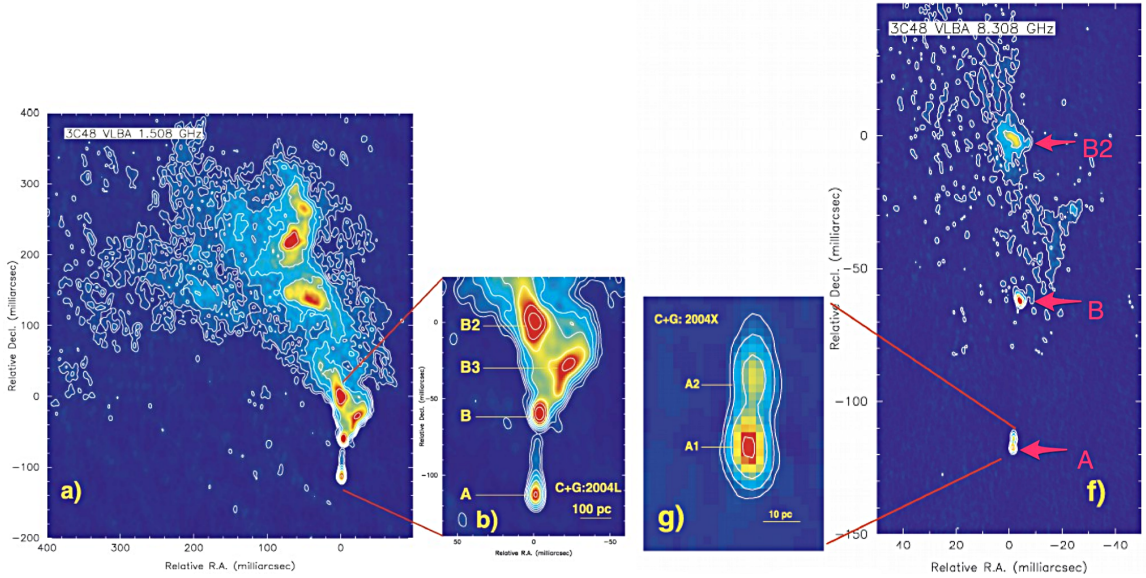 3C48 VLBA 1.508 GHz
400
300
200
100
0
−100
−200
Relative Decl. (milliarcsec)
400
300
200
100
0
Relative R.A. (milliarcsec)
a)
B2
B3
B
A
C+G:2004L
100 pc
b)
0
−50
−100
Relative Decl. (milliarcsec)
50
0
−50
Relative R.A. (milliarcsec)
C+G: 2004X
A2
A1
10 pc
g)
3C48 VLBA 8.308 GHz
B2
B
A
f)
0
−50
−100
−150
Relative Decl. (milliarcsec)
40
20
0
−20
−40
Relative R.A. (milliarcsec)